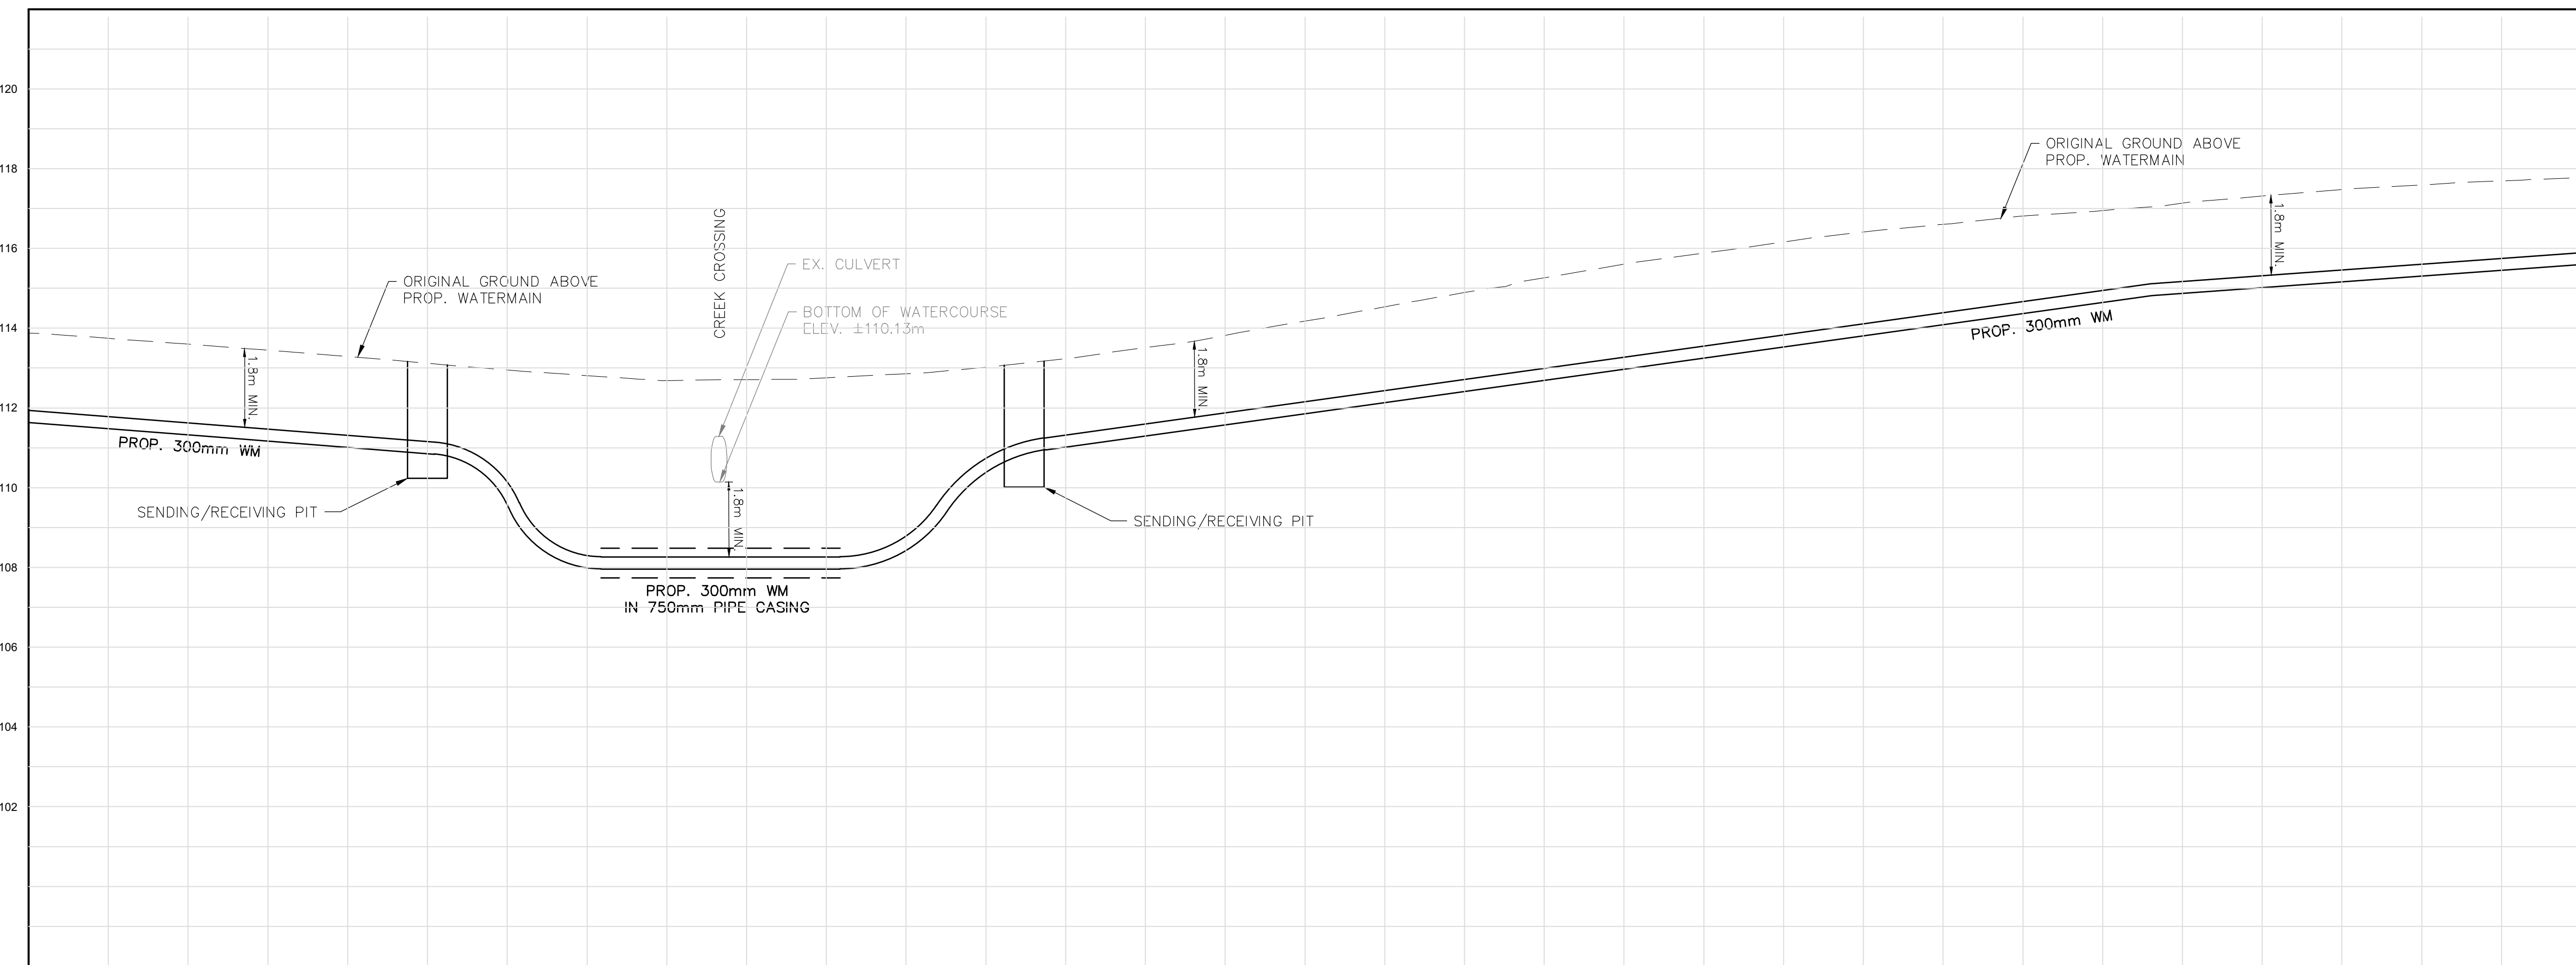 120
118
116
114
112
110
108
106
104
102
ORIGINAL GROUND ABOVE
PROP. WATERMAIN
1.8m MIN.
PROP. 300mm WM
SENDING/RECEIVING PIT
CREEK CROSSING
EX. CULVERT
BOTTOM OF WATERCOURSE
ELEV. ±110.13m
1.8m MIN.
PROP. 300mm WM
IN 750mm PIPE CASING
1.8m MIN.
SENDING/RECEIVING PIT
ORIGINAL GROUND ABOVE
PROP. WATERMAIN
PROP. 300mm WM
1.8m MIN.